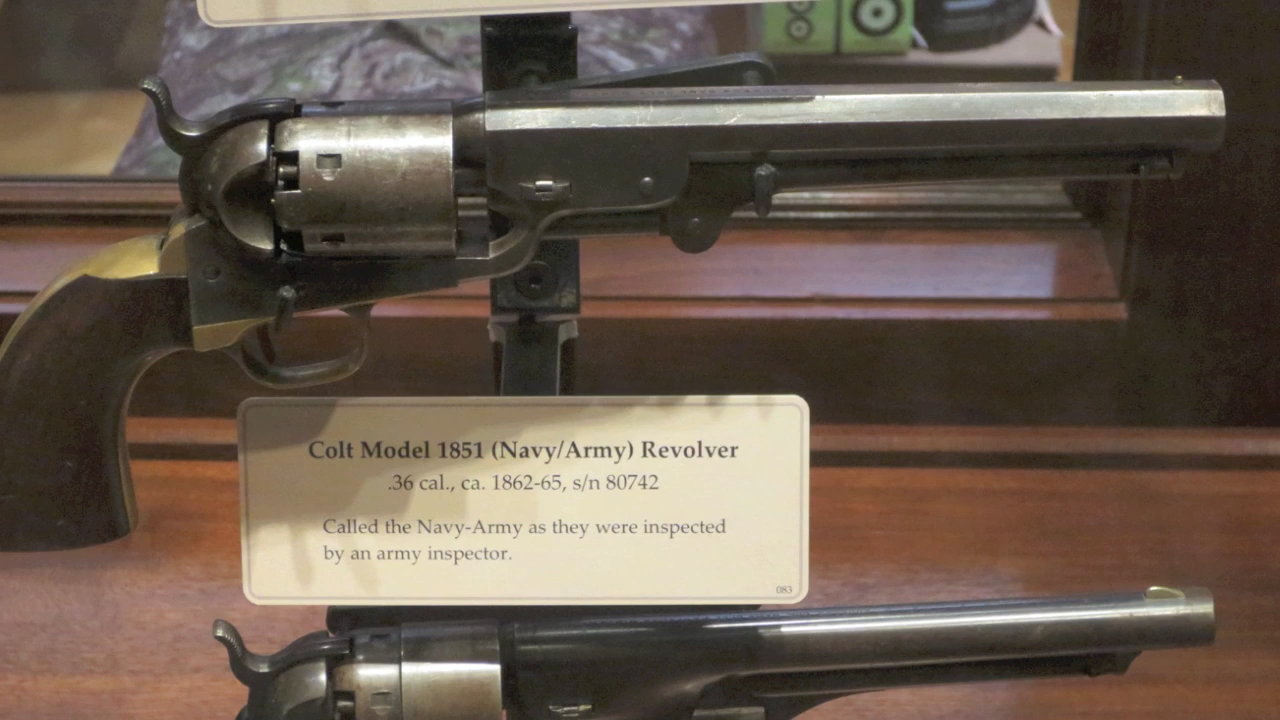 Colt Model 1851 (Navy/Army) Revolver
.36 cal., ca. 1862-65, s/n 80742
Called the Navy-Army as they were inspected
by an army inspector.
083